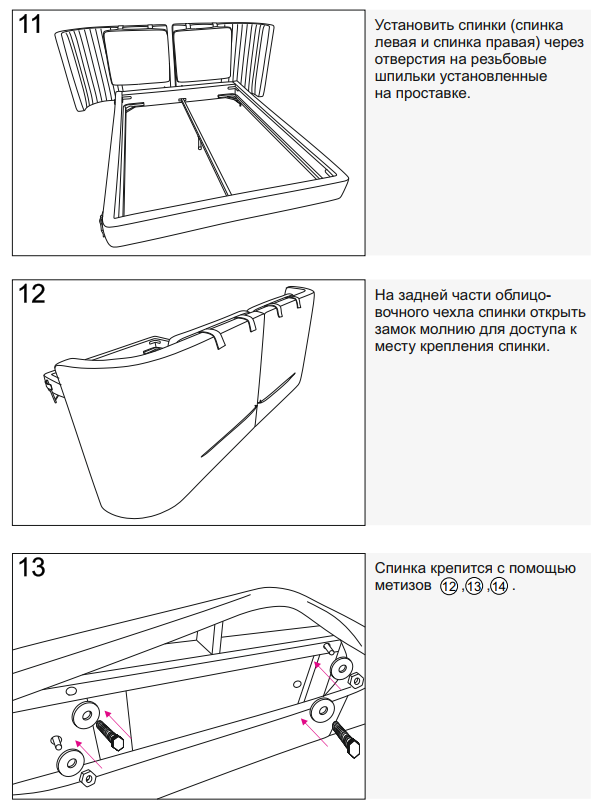 11
Установить спинки (спинка
левая и спинка правая) через
отверстия на резьбовые
шпильки установленные
на проставке.
12
На задней части облицо-
вочного чехла спинки открыть
замок молнию для доступа к
месту крепления спинки.
13
Спинка крепится с помощью
метизов 12 ,13 ,14 .